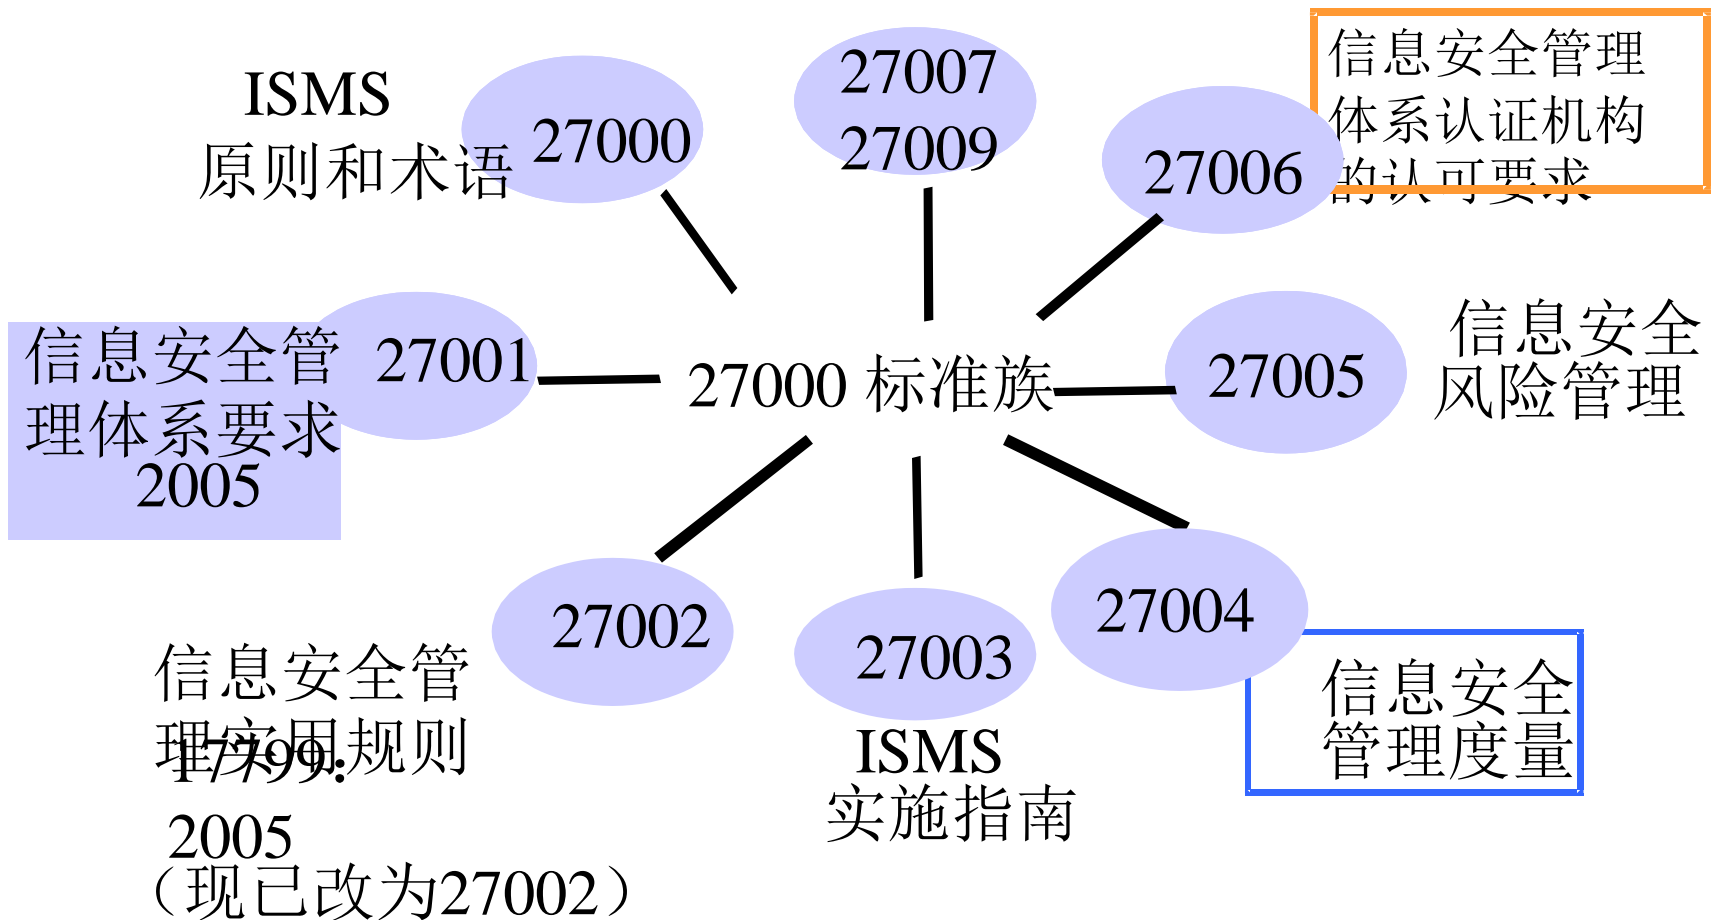 ISMS
原则和术语
27000
27007
27009
27006
信息安全管理
体系认证机构
的认可要求
信息安全管
理体系要求
2005
27001
27000 标准族
27005
信息安全
风险管理
27002
信息安全管
理实用规则
17799:
2005
（现已改为27002）
27003
ISMS
实施指南
27004
信息安全
管理度量